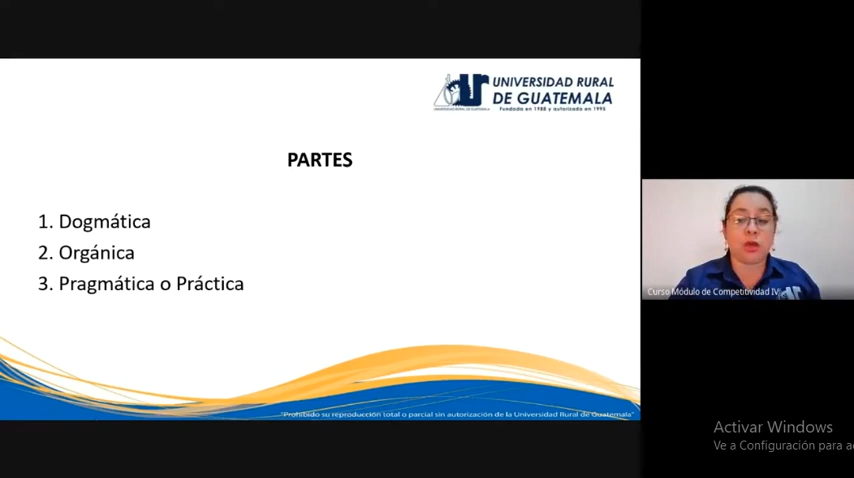 UNIVERSIDAD RURAL
DE GUATEMALA
Fundada en 1988 y autorizada en 1995
PARTES
1. Dogmática
2. Orgánica
3. Pragmática o Práctica
"Prohibido su reproducción total o parcial sin autorización de la Universidad Rural de Guatemala"
Curso Módulo de Competitividad IV
Activar Windows
Ve a Configuración para a